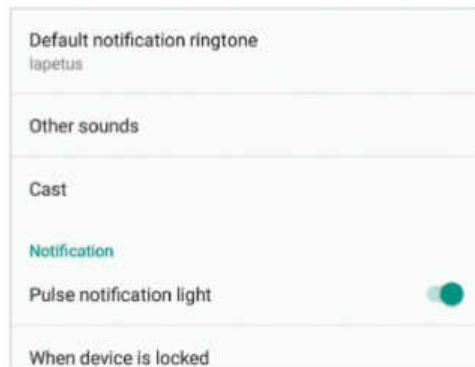 Default notification ringtone
Iapetus
Other sounds
Cast
Notification
Pulse notification light
When device is locked